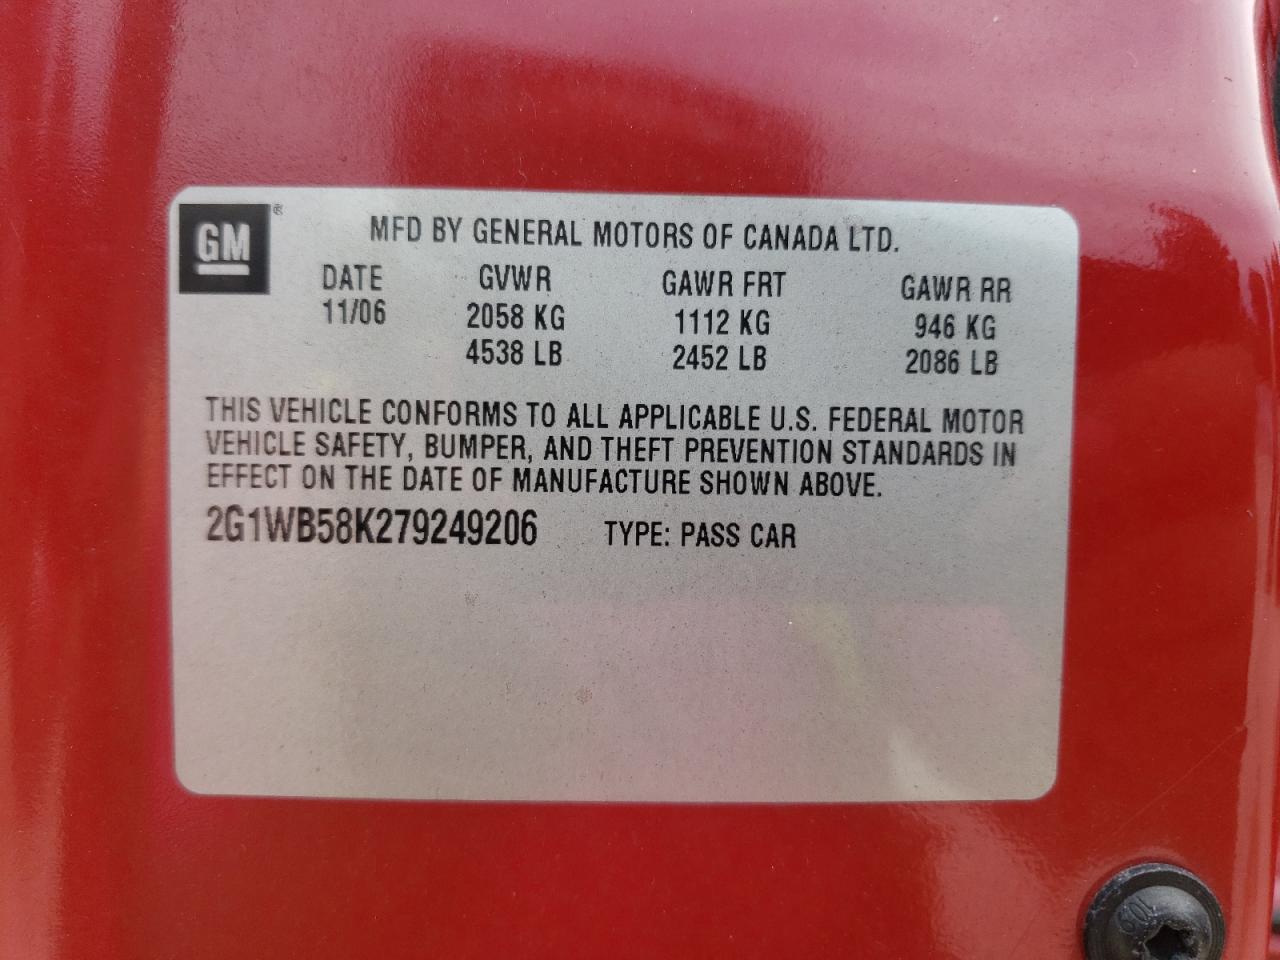 GM ®
MFD BY GENERAL MOTORS OF CANADA LTD.
DATE GVWR GAWR FRT GAWR RR
11/06 2058 KG 1112 KG 946 KG
4538 LB 2452 LB 2086 LB
THIS VEHICLE CONFORMS TO ALL APPLICABLE U.S. FEDERAL MOTOR
VEHICLE SAFETY, BUMPER, AND THEFT PREVENTION STANDARDS IN
EFFECT ON THE DATE OF MANUFACTURE SHOWN ABOVE.
2G1WB58K279249206 TYPE: PASS CAR